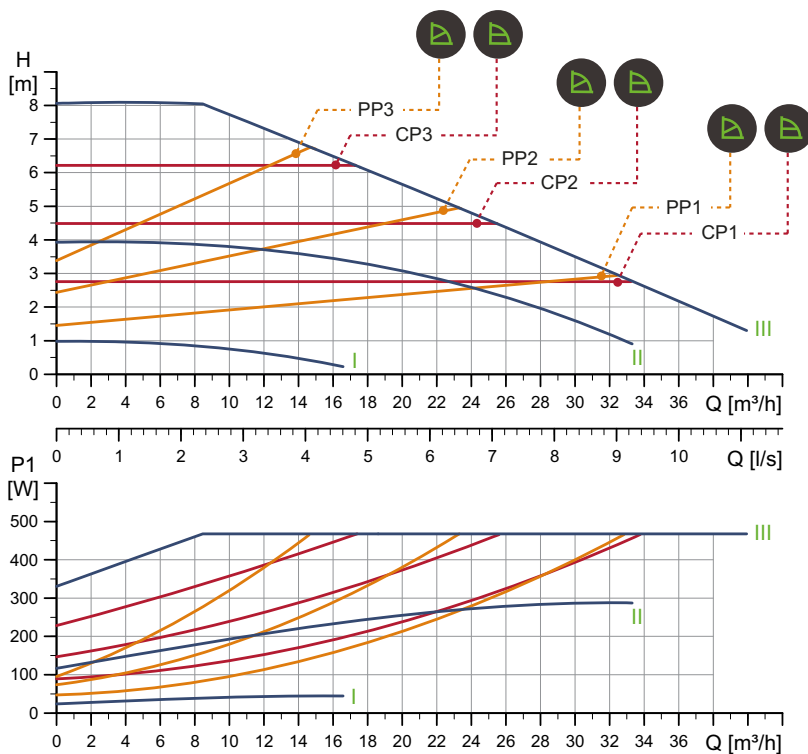 H
[m]
8
7
6
5
4
3
2
1
0
PP3
CP3
PP2
CP2
PP1
CP1
I
II
III
0 2 4 6 8 10 12 14 16 18 20 22 24 26 28 30 32 34 36 Q [m³/h]
0 1 2 3 4 5 6 7 8 9 10 Q [l/s]
P1
[W]
500
400
300
200
100
0
III
II
I
0 2 4 6 8 10 12 14 16 18 20 22 24 26 28 30 32 34 36 Q [m³/h]